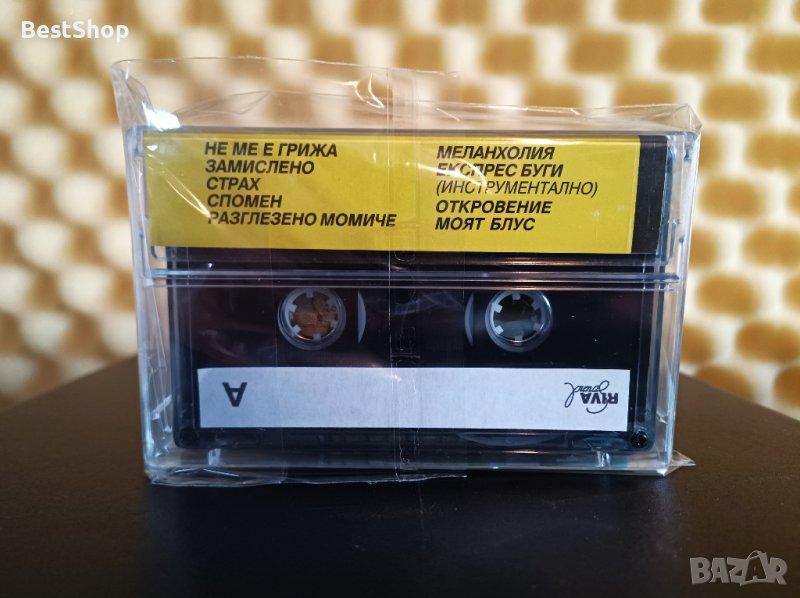 BestShop
НЕ МЕ Е ГРИЖА
ЗАМИСЛЕНО
СТРАХ
СПОМЕН
РАЗГЛЕЗЕНО МОМИЧЕ
МЕЛАНХОЛИЯ
ЕКСПРЕС БУГИ
(ИНСТРУМЕНТАЛНО)
ОТКРОВЕНИЕ
МОЯТ БЛУС
A
RIVA
Sound
BAZAR